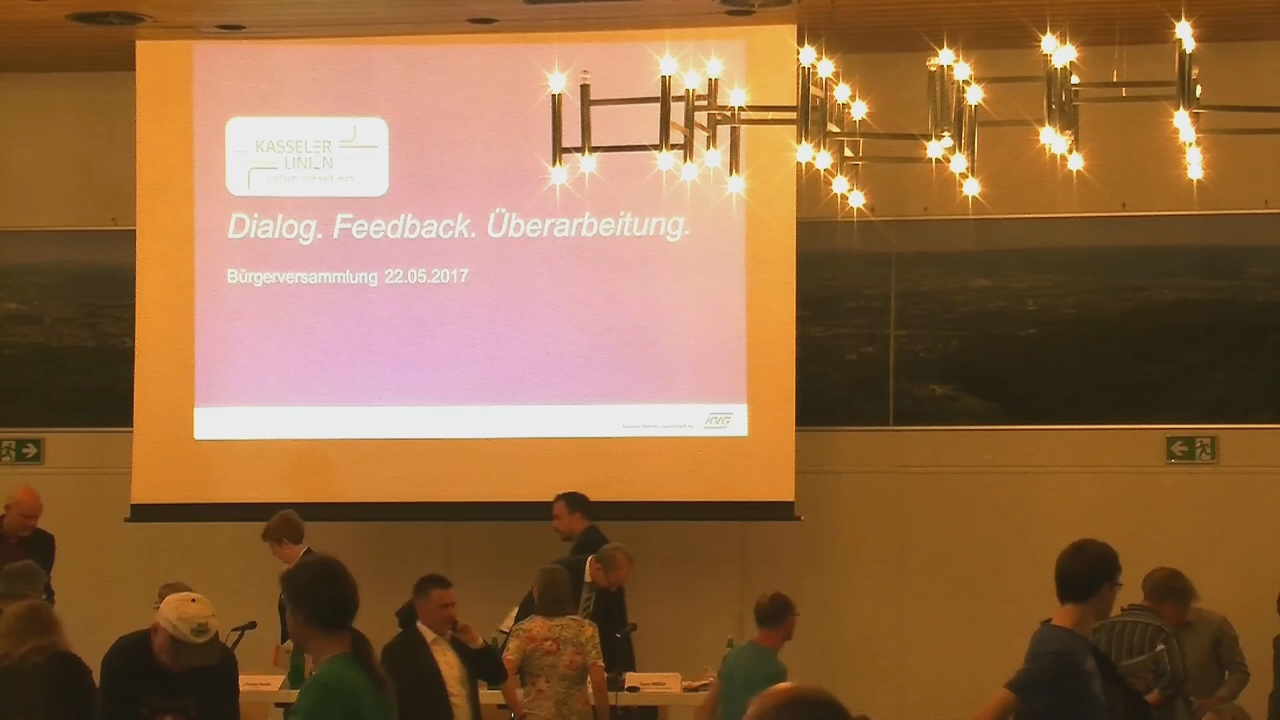 KASSELER
LINIEN
Dialog. Feedback. Überarbeitung.
Bürgerversammlung 22.05.2017
KVG